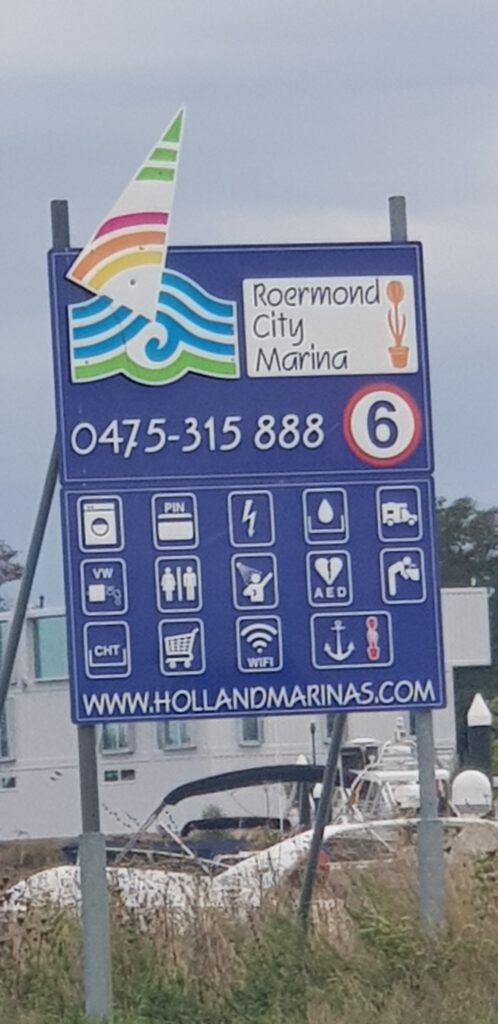 Roermond
City
Marina
0475-315 888 6
PIN
VW
AED
CHT
WIFI
WWW.HOLLANDMARINAS.COM